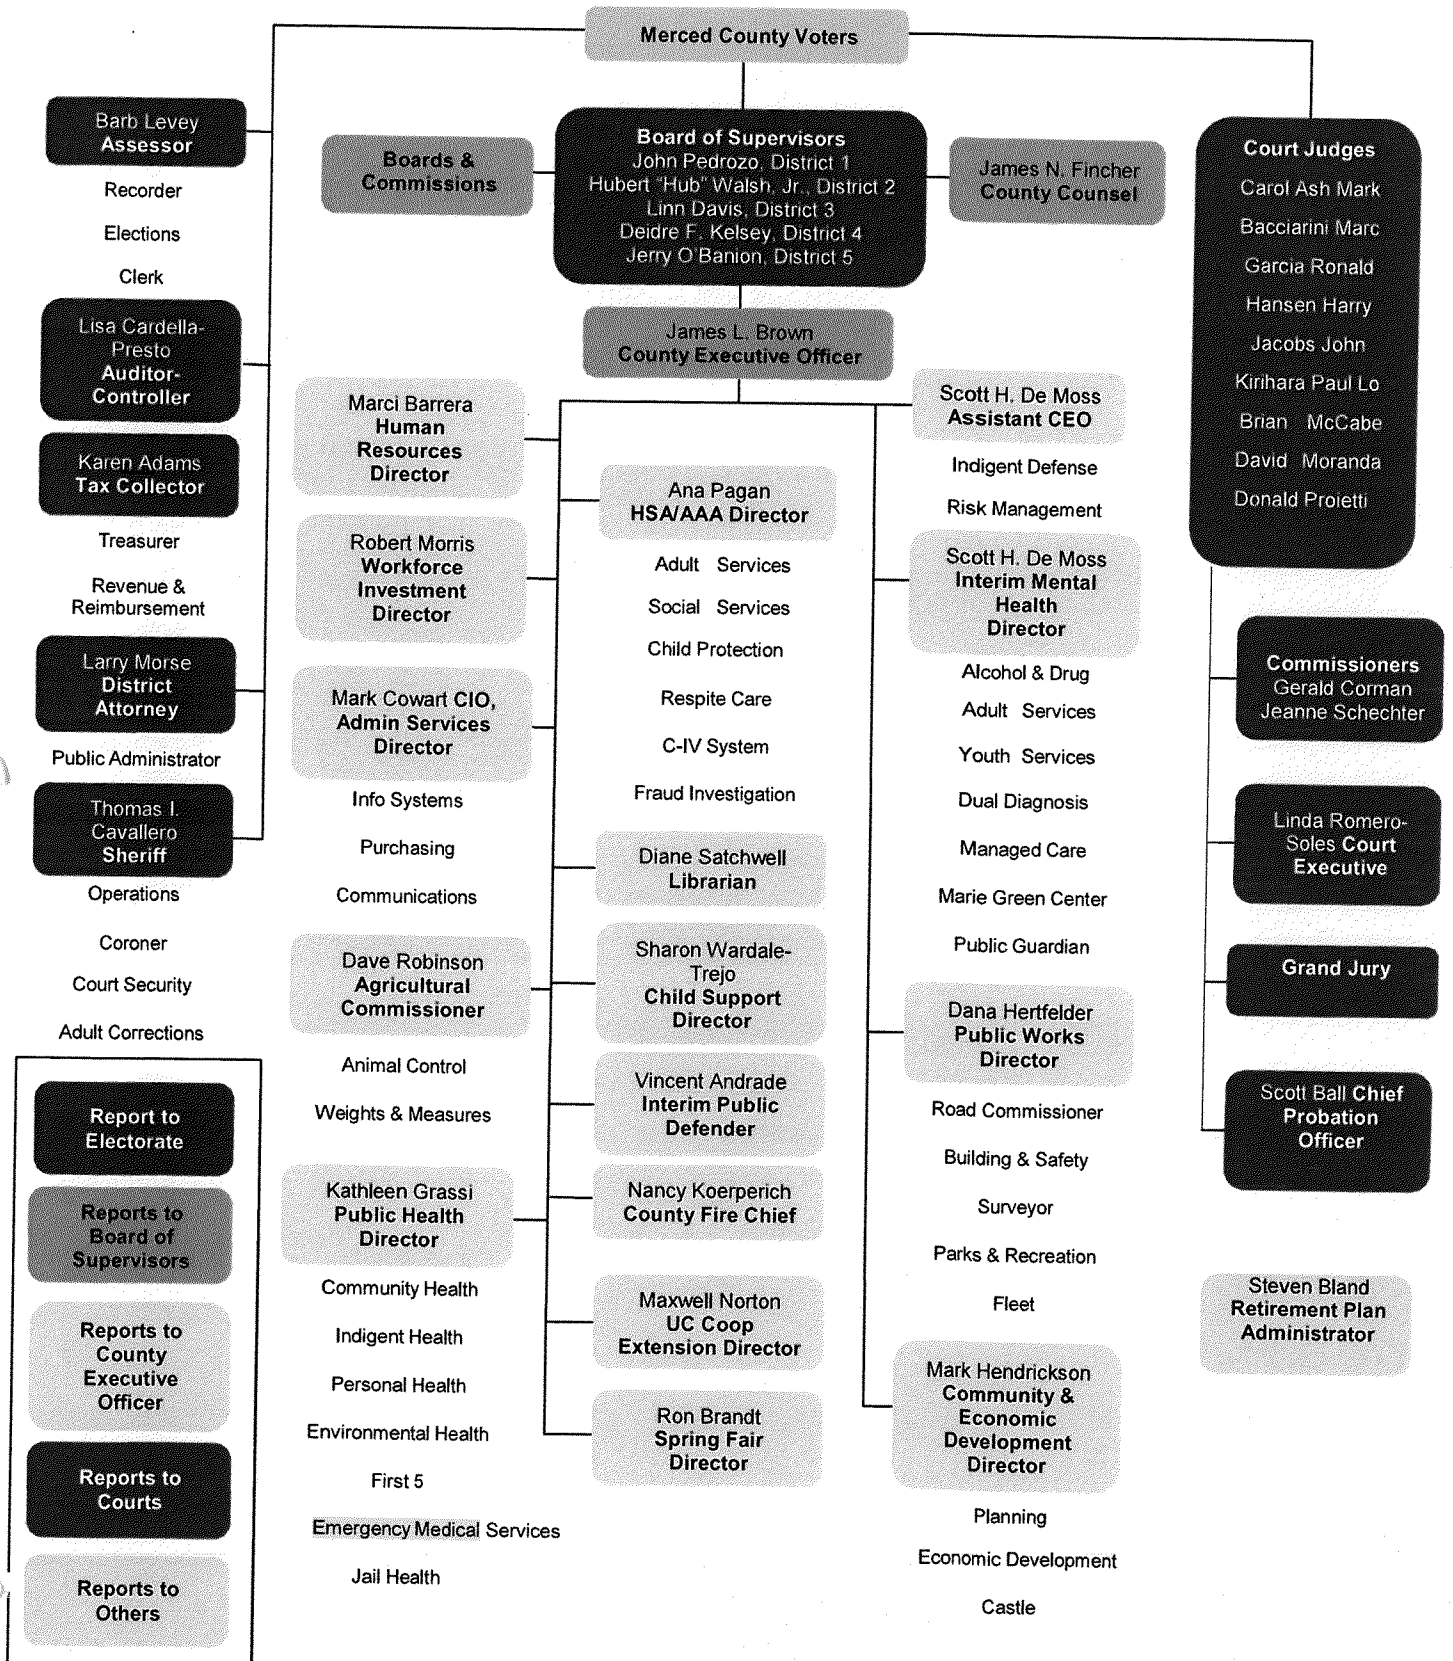 Merced County Voters
Barb Levey
Assessor
Recorder
Elections
Clerk
Lisa Cardella-
Presto
Auditor-
Controller
Karen Adams
Tax Collector
Treasurer
Revenue &
Reimbursement
Larry Morse
District
Attorney
Public Administrator
Thomas I.
Cavallero
Sheriff
Operations
Coroner
Court Security
Adult Corrections
Boards &
Commissions
Board of Supervisors
John Pedrozo, District 1
Hubert "Hub" Walsh, Jr., District 2
Linn Davis, District 3
Deidre F. Kelsey, District 4
Jerry O'Banion, District 5
James N. Fincher
County Counsel
James L. Brown
County Executive Officer
Marci Barrera
Human
Resources
Director
Robert Morris
Workforce
Investment
Director
Mark Cowart CIO,
Admin Services
Director
Info Systems
Purchasing
Communications
Dave Robinson
Agricultural
Commissioner
Animal Control
Weights & Measures
Kathleen Grassi
Public Health
Director
Community Health
Indigent Health
Personal Health
Environmental Health
First 5
Emergency Medical Services
Jail Health
Ana Pagan
HSA/AAA Director
Adult Services
Social Services
Child Protection
Respite Care
C-IV System
Fraud Investigation
Diane Satchwell
Librarian
Sharon Wardale-
Trejo
Child Support
Director
Vincent Andrade
Interim Public
Defender
Nancy Koerperich
County Fire Chief
Maxwell Norton
UC Coop
Extension Director
Ron Brandt
Spring Fair
Director
Scott H. De Moss
Assistant CEO
Indigent Defense
Risk Management
Scott H. De Moss
Interim Mental
Health
Director
Alcohol & Drug
Adult Services
Youth Services
Dual Diagnosis
Managed Care
Marie Green Center
Public Guardian
Dana Hertfelder
Public Works
Director
Road Commissioner
Building & Safety
Surveyor
Parks & Recreation
Fleet
Mark Hendrickson
Community &
Economic
Development
Director
Planning
Economic Development
Castle
Court Judges
Carol Ash Mark
Bacciarini Marc
Garcia Ronald
Hansen Harry
Jacobs John
Kirihara Paul Lo
Brian McCabe
David Moranda
Donald Proietti
Commissioners
Gerald Corman
Jeanne Schechter
Linda Romero-
Soles Court
Executive
Grand Jury
Scott Ball Chief
Probation
Officer
Steven Bland
Retirement Plan
Administrator
Report to
Electorate
Reports to
Board of
Supervisors
Reports to
County
Executive
Officer
Reports to
Courts
Reports to
Others